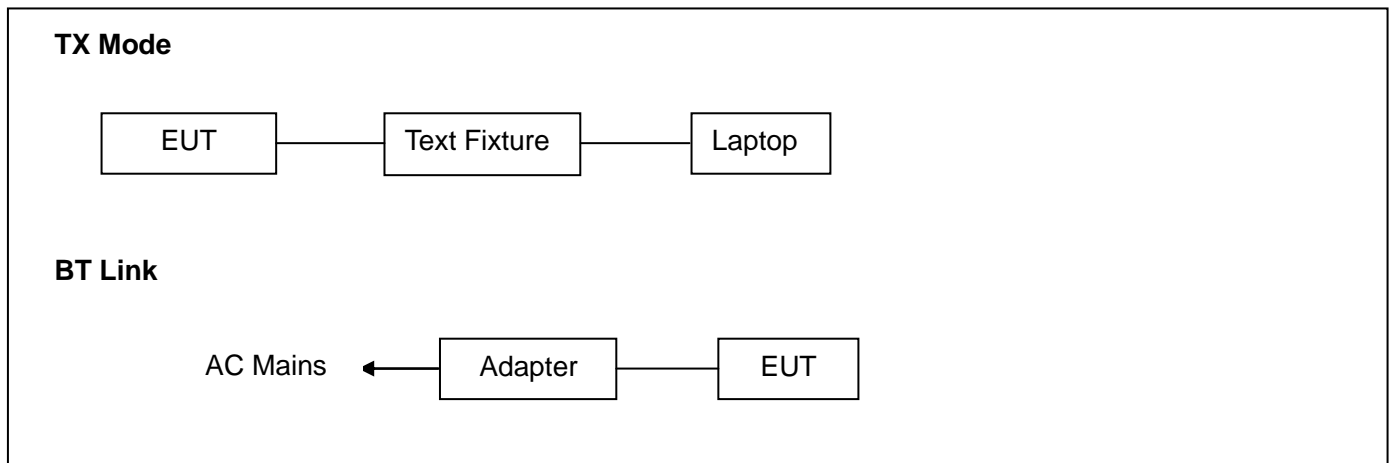 TX Mode
EUT Text Fixture Laptop
BT Link
AC Mains Adapter EUT